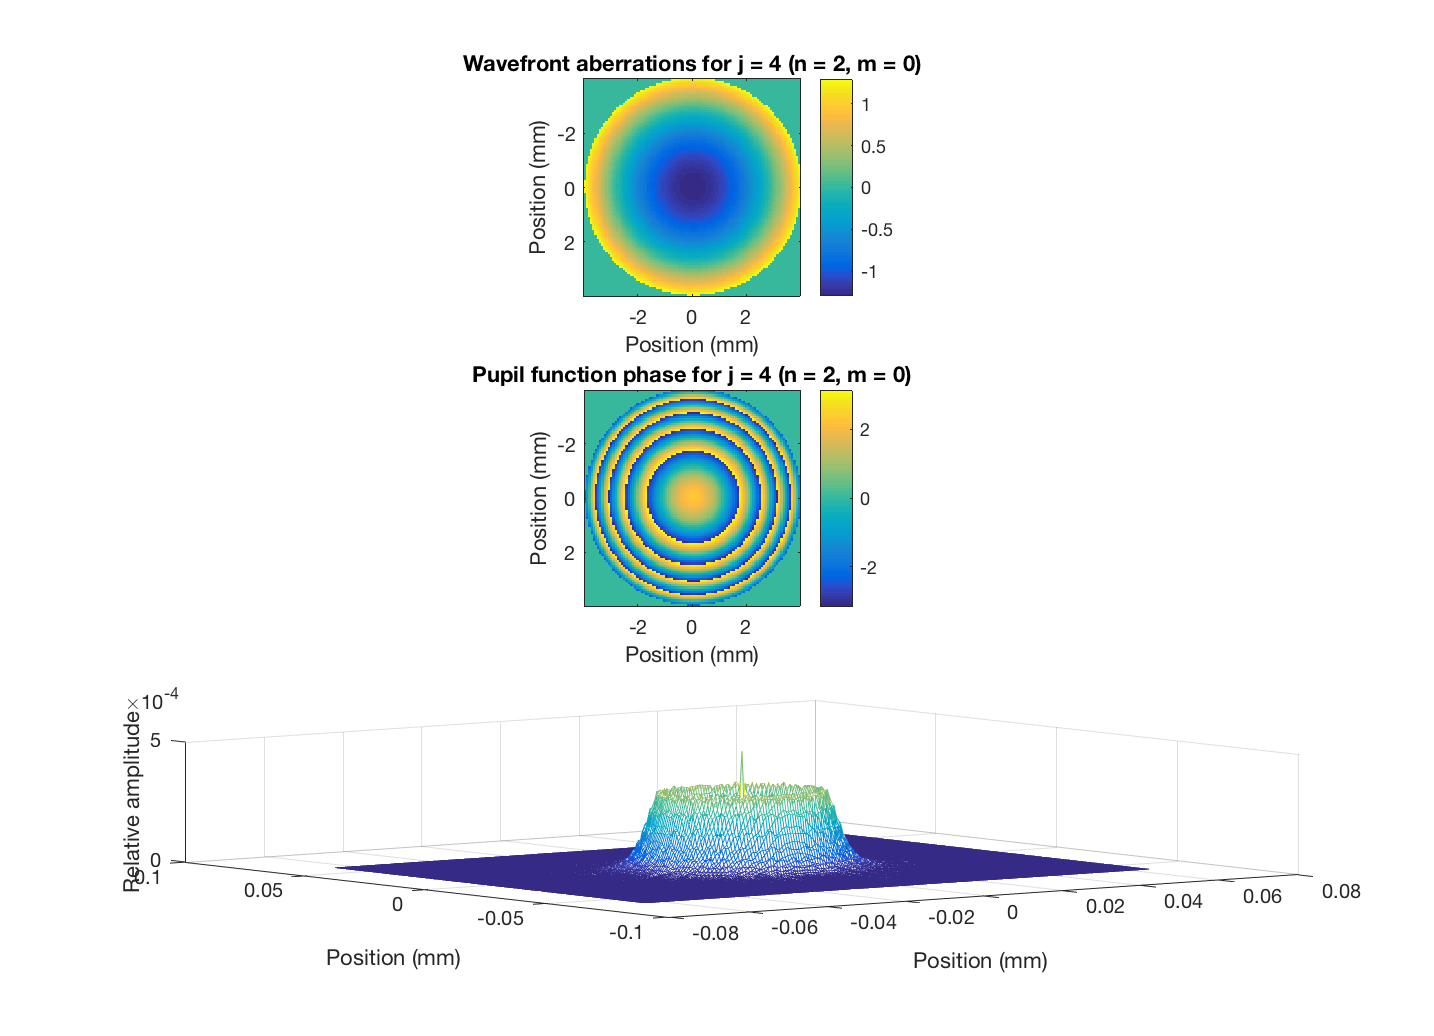 Wavefront aberrations for j = 4 (n = 2, m = 0)
Position (mm)
-2
0
2
-2 0 2
Position (mm)
1
0.5
0
-0.5
-1
Pupil function phase for j = 4 (n = 2, m = 0)
Position (mm)
-2
0
2
-2 0 2
Position (mm)
2
0
-2
×10-4
Relative amplitude
5
0
0.1
0.05
0
-0.05
-0.1
Position (mm)
-0.08
-0.06
-0.04
-0.02
0
0.02
0.04
0.06
0.08
Position (mm)